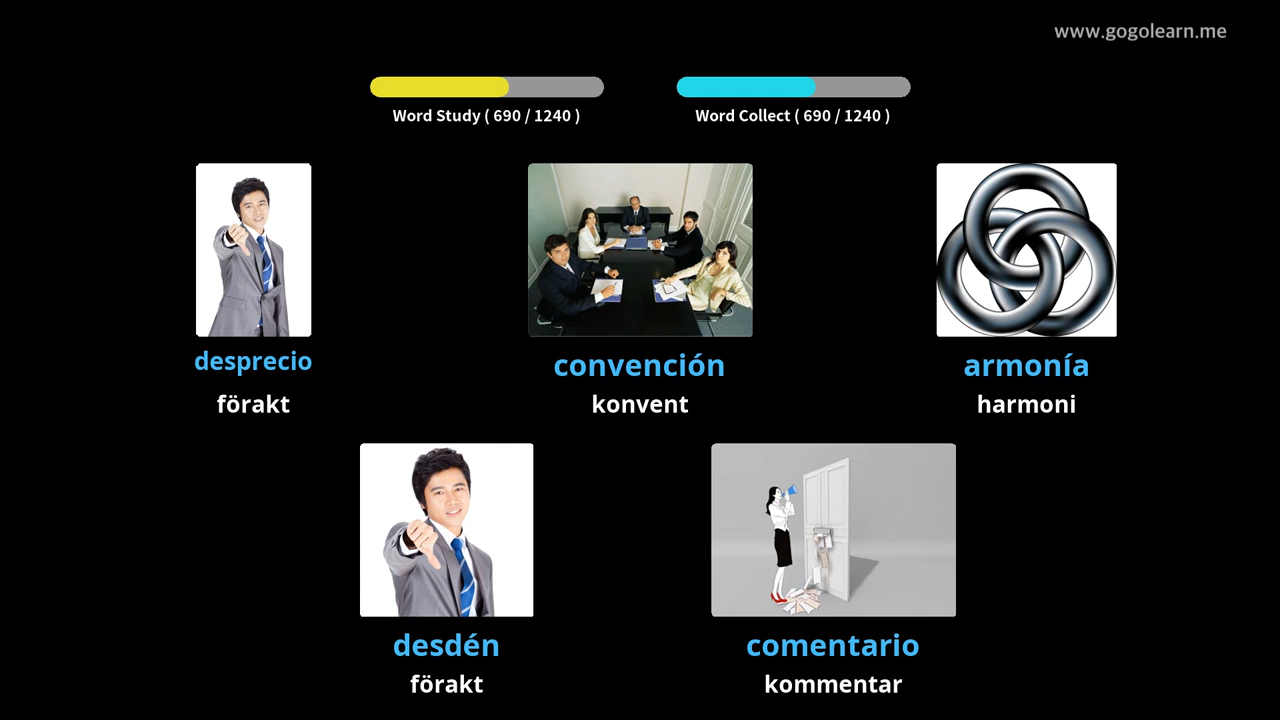 www.gogolearn.me
Word Study ( 690 / 1240 )
Word Collect ( 690 / 1240 )
desprecio
convención
armonía
förakt
konvent
harmoni
desdén
comentario
förakt
kommentar